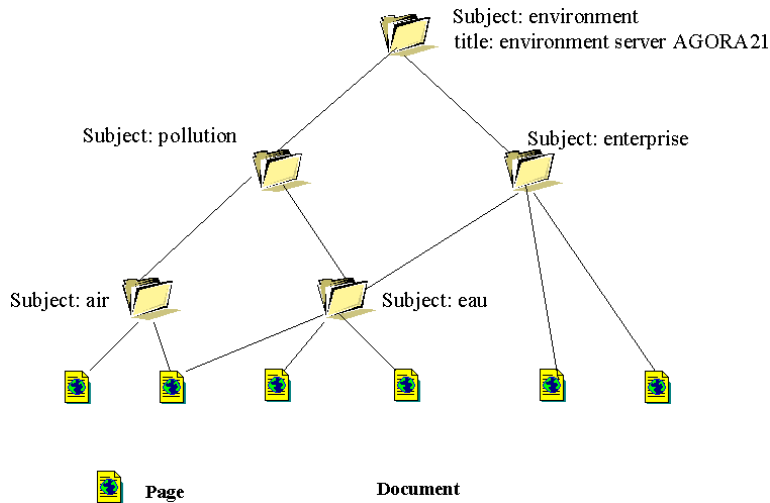 Subject: environment
title: environment server AGORA21
Subject: pollution
Subject: enterprise
Subject: air
Subject: eau
Page
Document